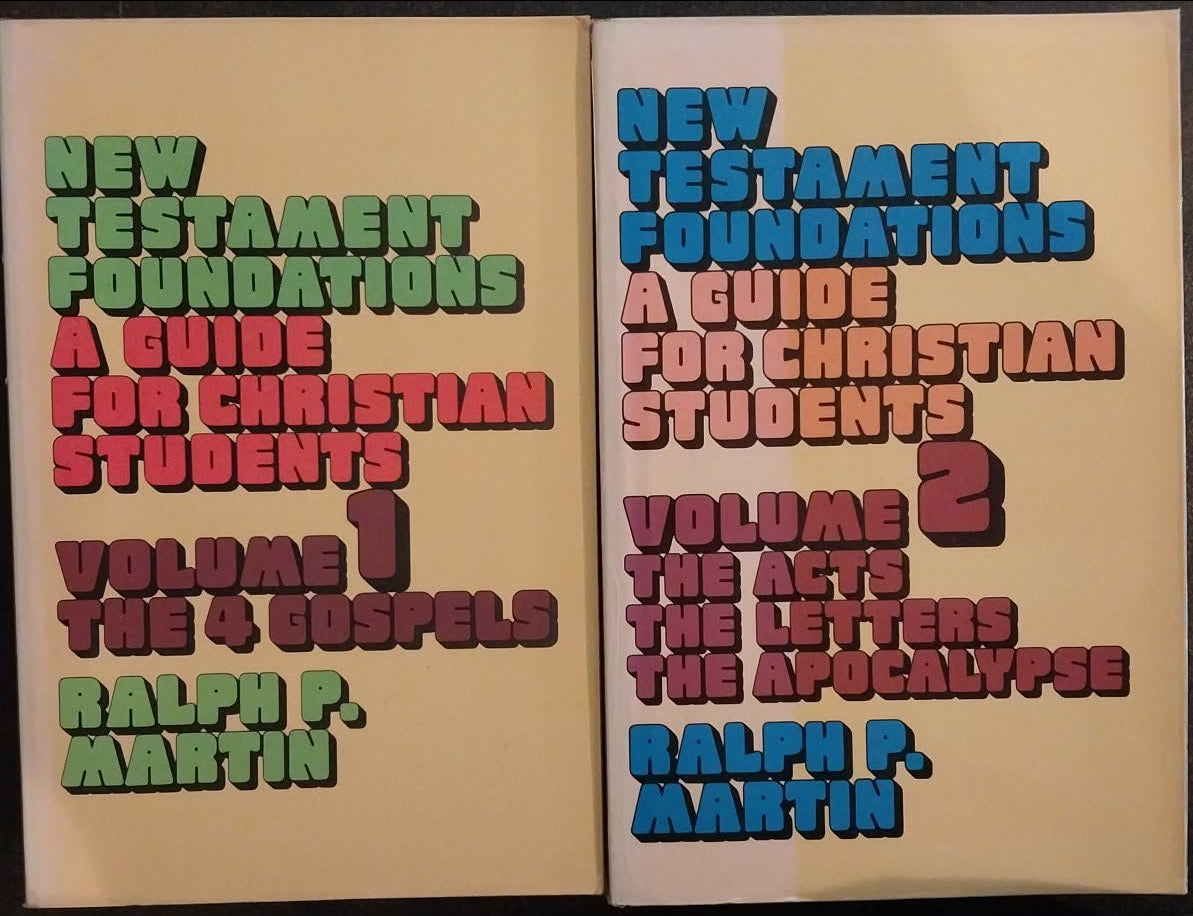 NEW
TESTAMENT
FOUNDATIONS
A GUIDE
FOR CHRISTIAN
STUDENTS
VOLUME 1
THE 4 GOSPELS
RALPH P.
MARTIN
NEW
TESTAMENT
FOUNDATIONS
A GUIDE
FOR CHRISTIAN
STUDENTS
VOLUME 2
THE ACTS
THE LETTERS
THE APOCALYPSE
RALPH P.
MARTIN